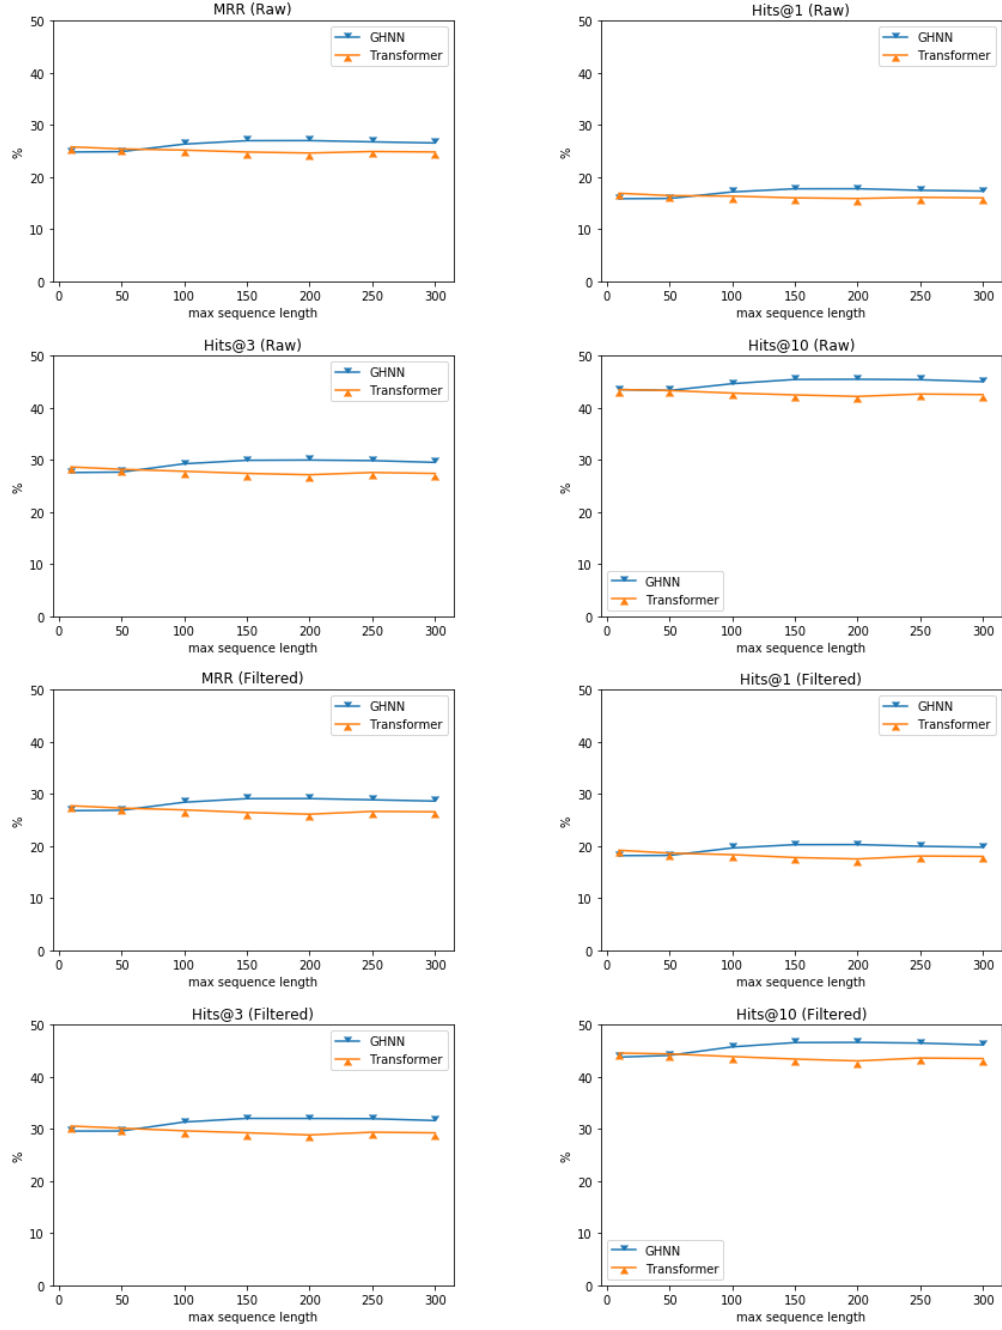 MRR (Raw)
50
40
30
20
10
0
%
0 50 100 150 200 250 300
max sequence length
GHNN
Transformer
Hits@1 (Raw)
50
40
30
20
10
0
%
0 50 100 150 200 250 300
max sequence length
GHNN
Transformer
Hits@3 (Raw)
50
40
30
20
10
0
%
0 50 100 150 200 250 300
max sequence length
GHNN
Transformer
Hits@10 (Raw)
50
40
30
20
10
0
%
0 50 100 150 200 250 300
max sequence length
GHNN
Transformer
MRR (Filtered)
50
40
30
20
10
0
%
0 50 100 150 200 250 300
max sequence length
GHNN
Transformer
Hits@1 (Filtered)
50
40
30
20
10
0
%
0 50 100 150 200 250 300
max sequence length
GHNN
Transformer
Hits@3 (Filtered)
50
40
30
20
10
0
%
0 50 100 150 200 250 300
max sequence length
GHNN
Transformer
Hits@10 (Filtered)
50
40
30
20
10
0
%
0 50 100 150 200 250 300
max sequence length
GHNN
Transformer